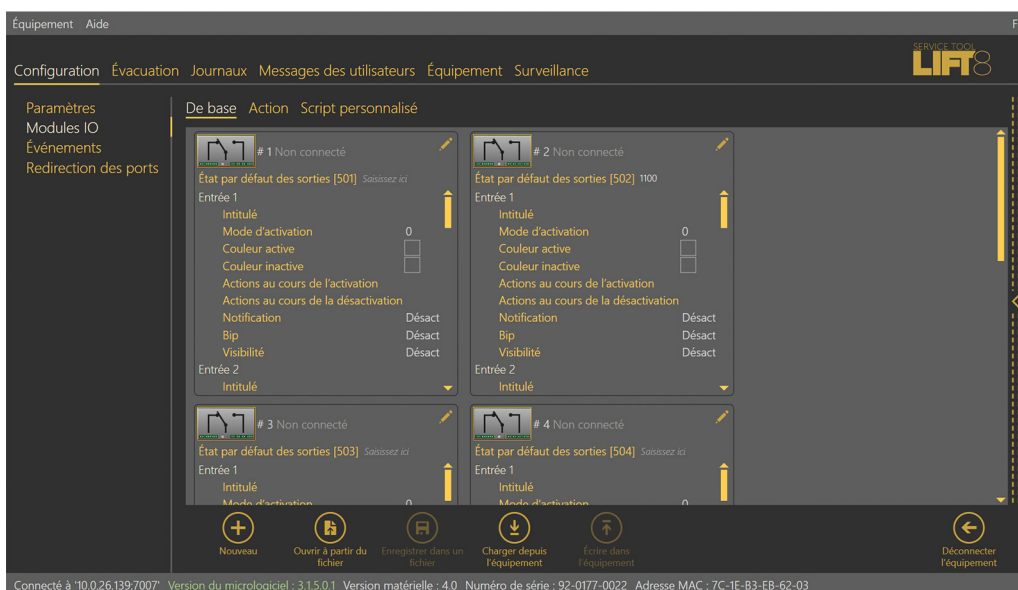 Équipement Aide
SERVICE TOOL
LIFT8
Configuration Évacuation Journaux Messages des utilisateurs Équipement Surveillance
Paramètres
Modules IO
Événements
Redirection des ports
De base Action Script personnalisé
# 1 Non connecté
État par défaut des sorties [501] Saisissez ici
Entrée 1
Intitulé
Mode d'activation 0
Couleur active
Couleur inactive
Actions au cours de l'activation
Actions au cours de la désactivation
Notification Désact
Bip Désact
Visibilité Désact
Entrée 2
Intitulé
# 2 Non connecté
État par défaut des sorties [502] 1100
Entrée 1
Intitulé
Mode d'activation 0
Couleur active
Couleur inactive
Actions au cours de l'activation
Actions au cours de la désactivation
Notification Désact
Bip Désact
Visibilité Désact
Entrée 2
Intitulé
# 3 Non connecté
État par défaut des sorties [503] Saisissez ici
Entrée 1
Intitulé
Mode d'activation 0
# 4 Non connecté
État par défaut des sorties [504] Saisissez ici
Entrée 1
Intitulé
Mode d'activation 0
Nouveau
Ouvrir à partir du
fichier
Enregistrer dans un
fichier
Charger depuis
l'équipement
Écrire dans
l'équipement
Déconnecter
l'équipement
Connecté à '10.0.26.139:7007' Version du micrologiciel : 3.1.5.0.1 Version matérielle : 4.0 Numéro de série : 92-0177-0022 Adresse MAC : 7C-1E-B3-EB-62-03